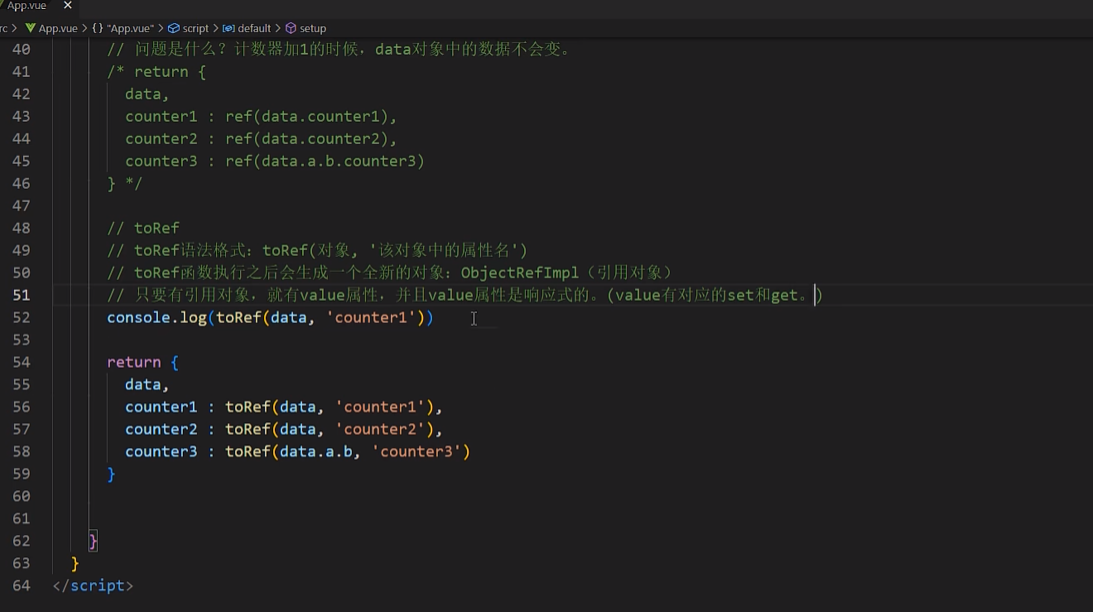 App.vue ×
rc > App.vue > {} "App.vue" > script > default > setup
40 // 问题是什么？计数器加1的时候，data对象中的数据不会变。
41 /* return {
42 data,
43 counter1 : ref(data.counter1),
44 counter2 : ref(data.counter2),
45 counter3 : ref(data.a.b.counter3)
46 } */
47
48 // toRef
49 // toRef语法格式：toRef(对象, '该对象中的属性名')
50 // toRef函数执行之后会生成一个全新的对象：ObjectRefImpl（引用对象）
51 // 只要有引用对象，就有value属性，并且value属性是响应式的。(value有对应的set和get。)
52 console.log(toRef(data, 'counter1'))
53
54 return {
55 data,
56 counter1 : toRef(data, 'counter1'),
57 counter2 : toRef(data, 'counter2'),
58 counter3 : toRef(data.a.b, 'counter3')
59 }
60
61
62 }
63 }
64 </script>